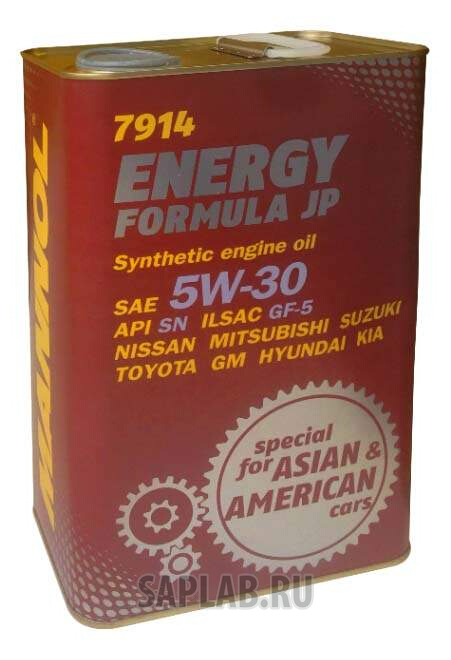 MANNOL
7914
ENERGY
FORMULA JP
Synthetic engine oil
SAE 5W-30
API SN ILSAC GF-5
NISSAN MITSUBISHI SUZUKI
TOYOTA GM HYUNDAI KIA
special
for ASIAN &
AMERICAN
cars
SAPLAB.RU